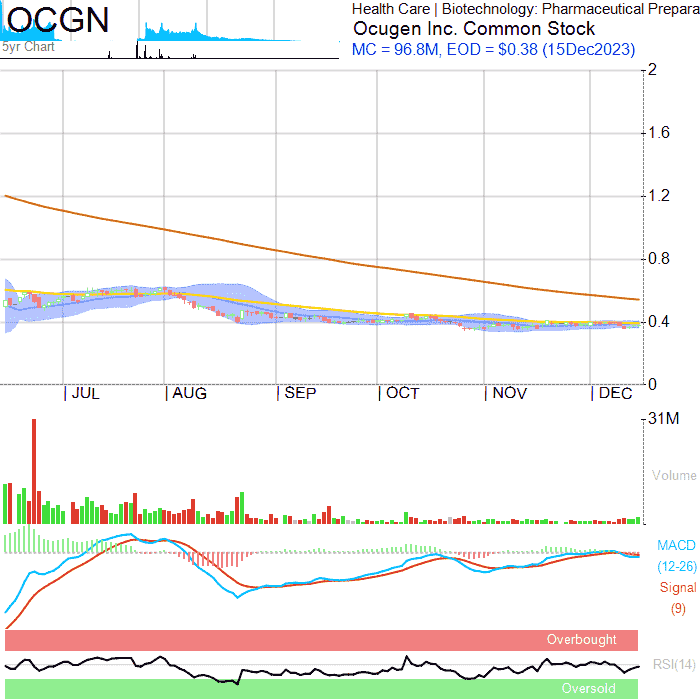 OCGN
5yr Chart
Health Care | Biotechnology: Pharmaceutical Prepara
Ocugen Inc. Common Stock
MC = 96.8M, EOD = $0.38 (15Dec2023)
2
1.6
1.2
0.8
0.4
0
JUL AUG SEP OCT NOV DEC
31M
Volume
MACD
(12-26)
Signal
(9)
Overbought
RSI(14)
Oversold